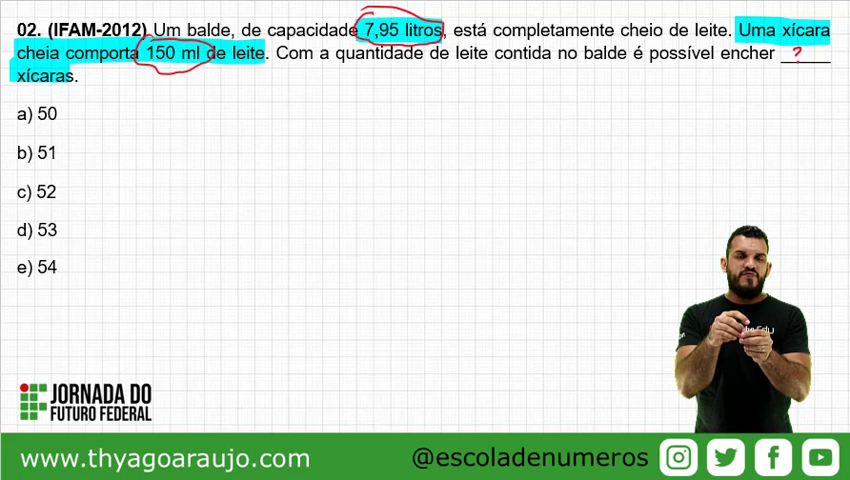 02. (IFAM-2012) Um balde, de capacidade 7,95 litros, está completamente cheio de leite. Uma xícara
cheia comporta 150 ml de leite. Com a quantidade de leite contida no balde é possível encher ______
?
xícaras.
a) 50
b) 51
c) 52
d) 53
e) 54
JORNADA DO
FUTURO FEDERAL
www.thyagoaraujo.com
@escoladenumeros